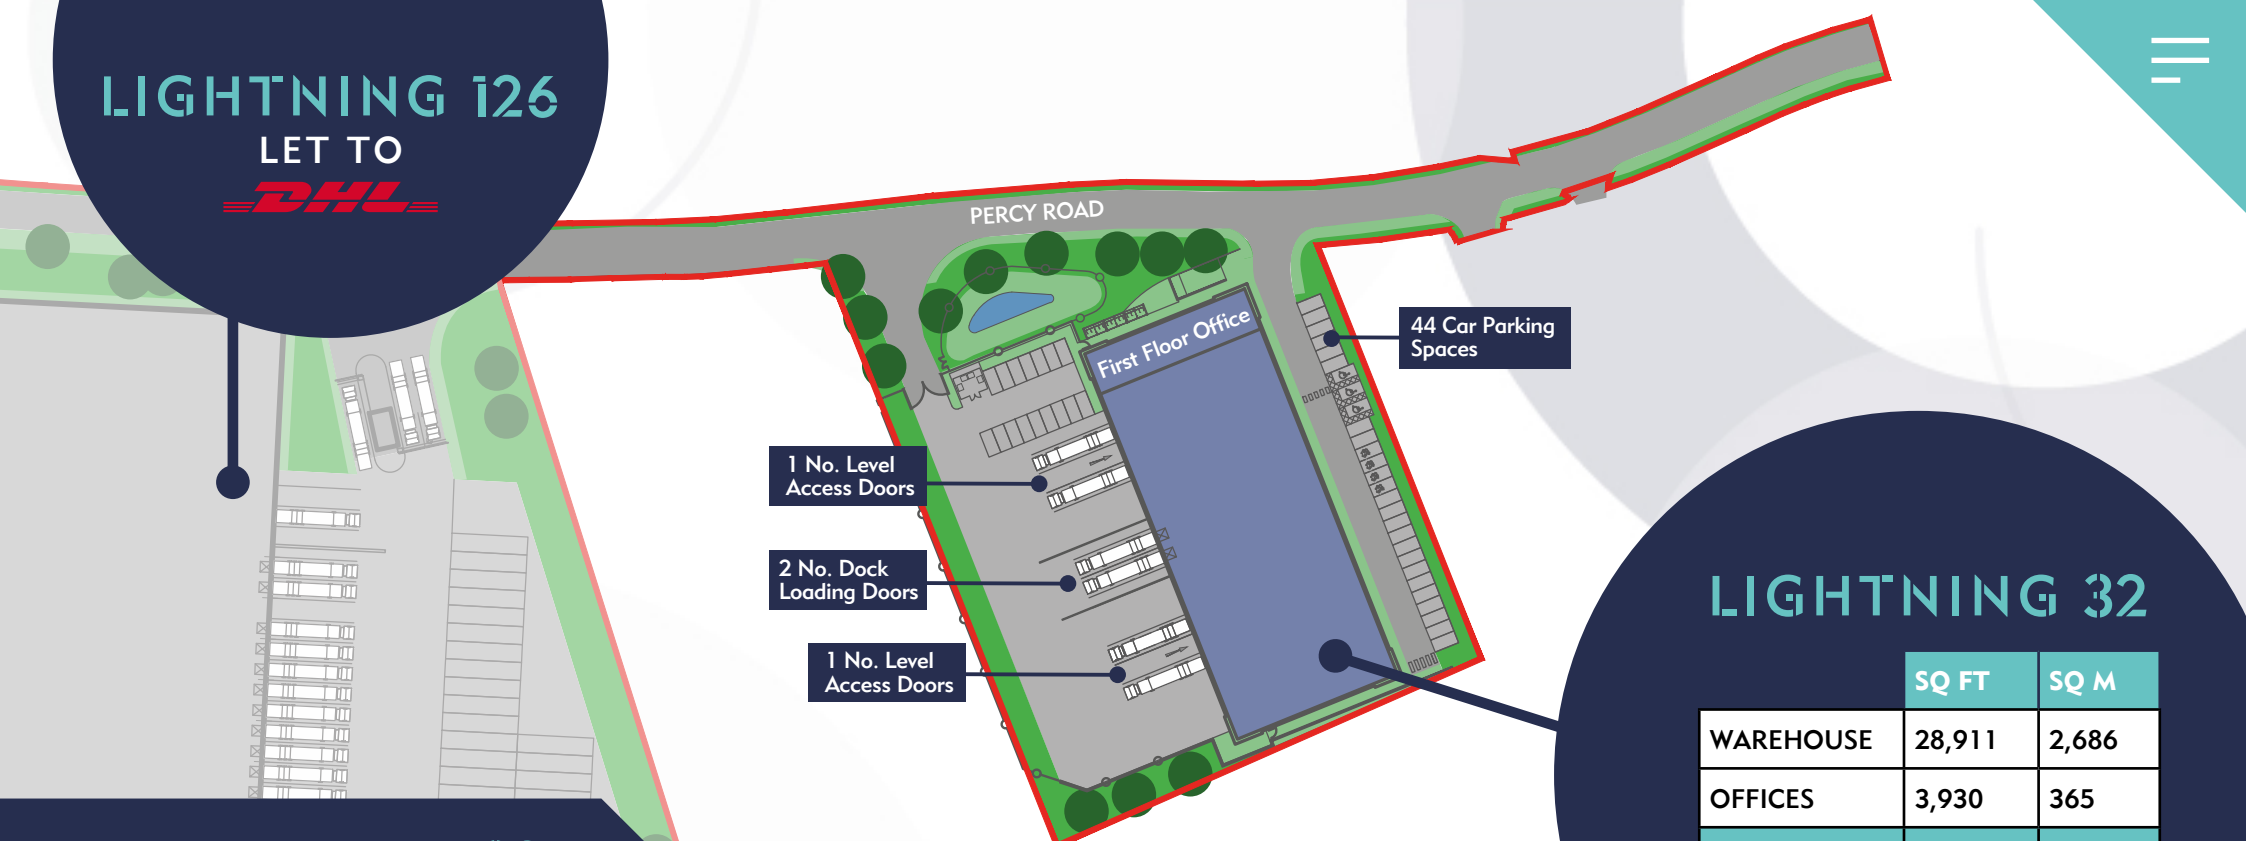 LIGHTNING 126
LET TO
DHL
PERCY ROAD
First Floor Office
44 Car Parking
Spaces
1 No. Level
Access Doors
2 No. Dock
Loading Doors
1 No. Level
Access Doors
LIGHTNING 32
SQ FT SQ M
WAREHOUSE 28,911 2,686
OFFICES 3,930 365